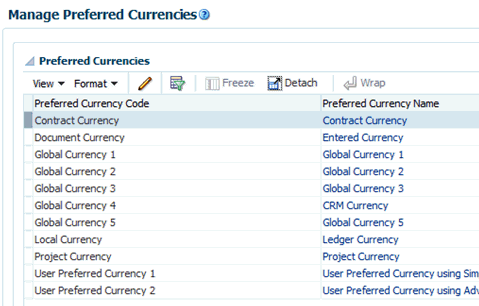 Manage Preferred Currencies
Preferred Currencies
View Format Freeze Detach Wrap
Preferred Currency Code Preferred Currency Name
Contract Currency Contract Currency
Document Currency Entered Currency
Global Currency 1 Global Currency 1
Global Currency 2 Global Currency 2
Global Currency 3 Global Currency 3
Global Currency 4 CRM Currency
Global Currency 5 Global Currency 5
Local Currency Ledger Currency
Project Currency Project Currency
User Preferred Currency 1 User Preferred Currency using Sim
User Preferred Currency 2 User Preferred Currency using Adv